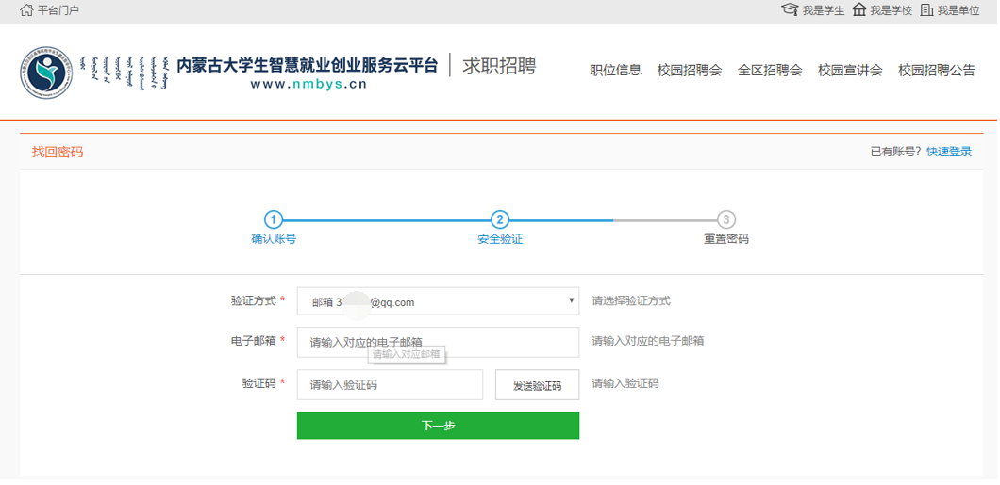 平台门户 我是学生 我是学校 我是单位
内蒙古大学生智慧就业创业服务云平台 求职招聘
www.nmbys.cn
职位信息 校园招聘会 全区招聘会 校园宣讲会 校园招聘公告
找回密码 已有账号? 快速登录
1 2 3
确认账号 安全验证 重置密码
验证方式 * 邮箱 3 @qq.com 请选择验证方式
电子邮箱 * 请输入对应的电子邮箱 请输入对应的电子邮箱
请输入对应邮箱
验证码 * 请输入验证码 发送验证码 请输入验证码
下一步